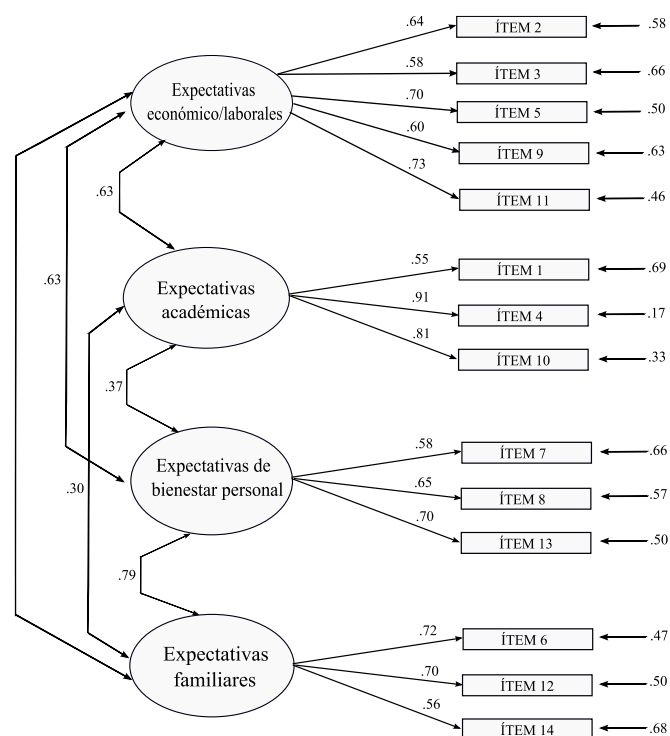 .64
ÍTEM 2
.58
Expectativas
económico/laborales
.58
ÍTEM 3
.66
.70
ÍTEM 5
.50
.60
ÍTEM 9
.63
.73
ÍTEM 11
.46
.63
.63
Expectativas
académicas
.55
ÍTEM 1
.69
.91
ÍTEM 4
.17
.81
ÍTEM 10
.33
.37
.30
Expectativas de
bienestar personal
.58
ÍTEM 7
.66
.65
ÍTEM 8
.57
.70
ÍTEM 13
.50
.79
Expectativas
familiares
.72
ÍTEM 6
.47
.70
ÍTEM 12
.50
.56
ÍTEM 14
.68